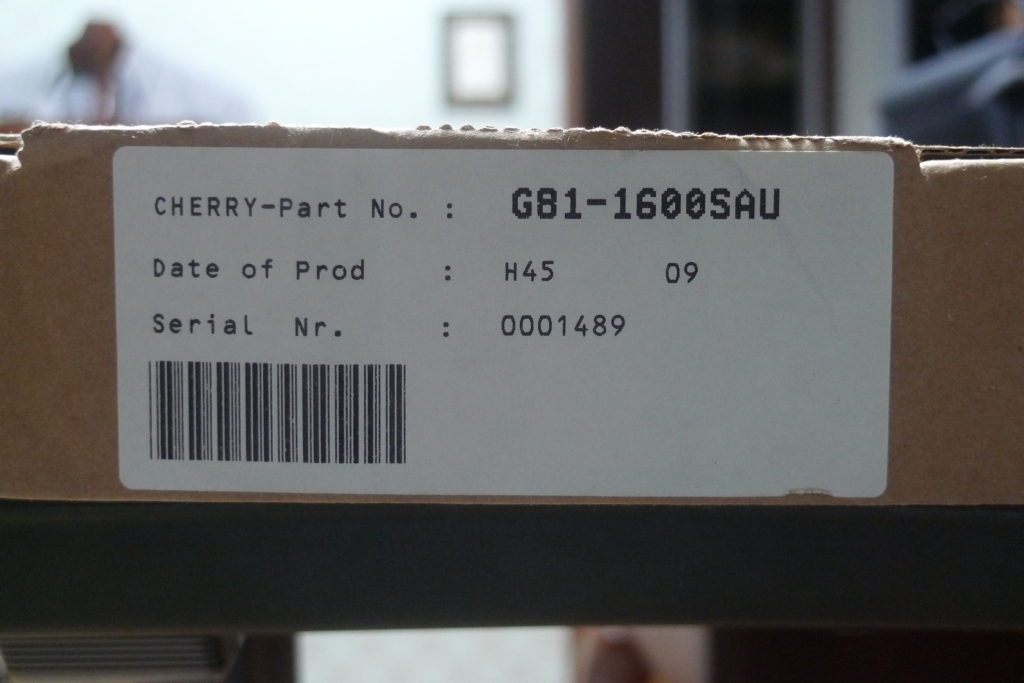 CHERRY-Part No. : G81-1600SAU
Date of Prod : H45 09
Serial Nr. : 0001489